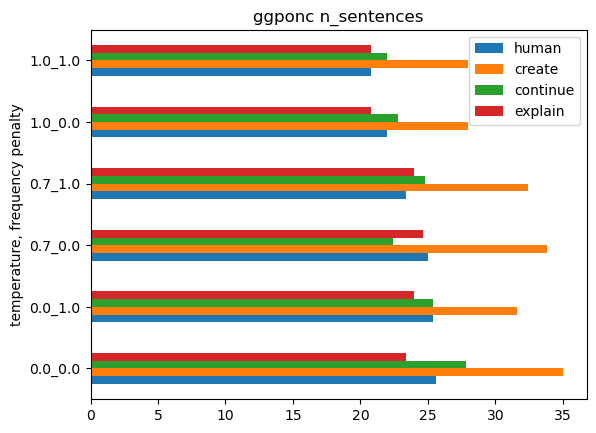 ggponc n_sentences
human
create
continue
explain
temperature, frequency penalty
1.0_1.0
1.0_0.0
0.7_1.0
0.7_0.0
0.0_1.0
0.0_0.0
0 5 10 15 20 25 30 35